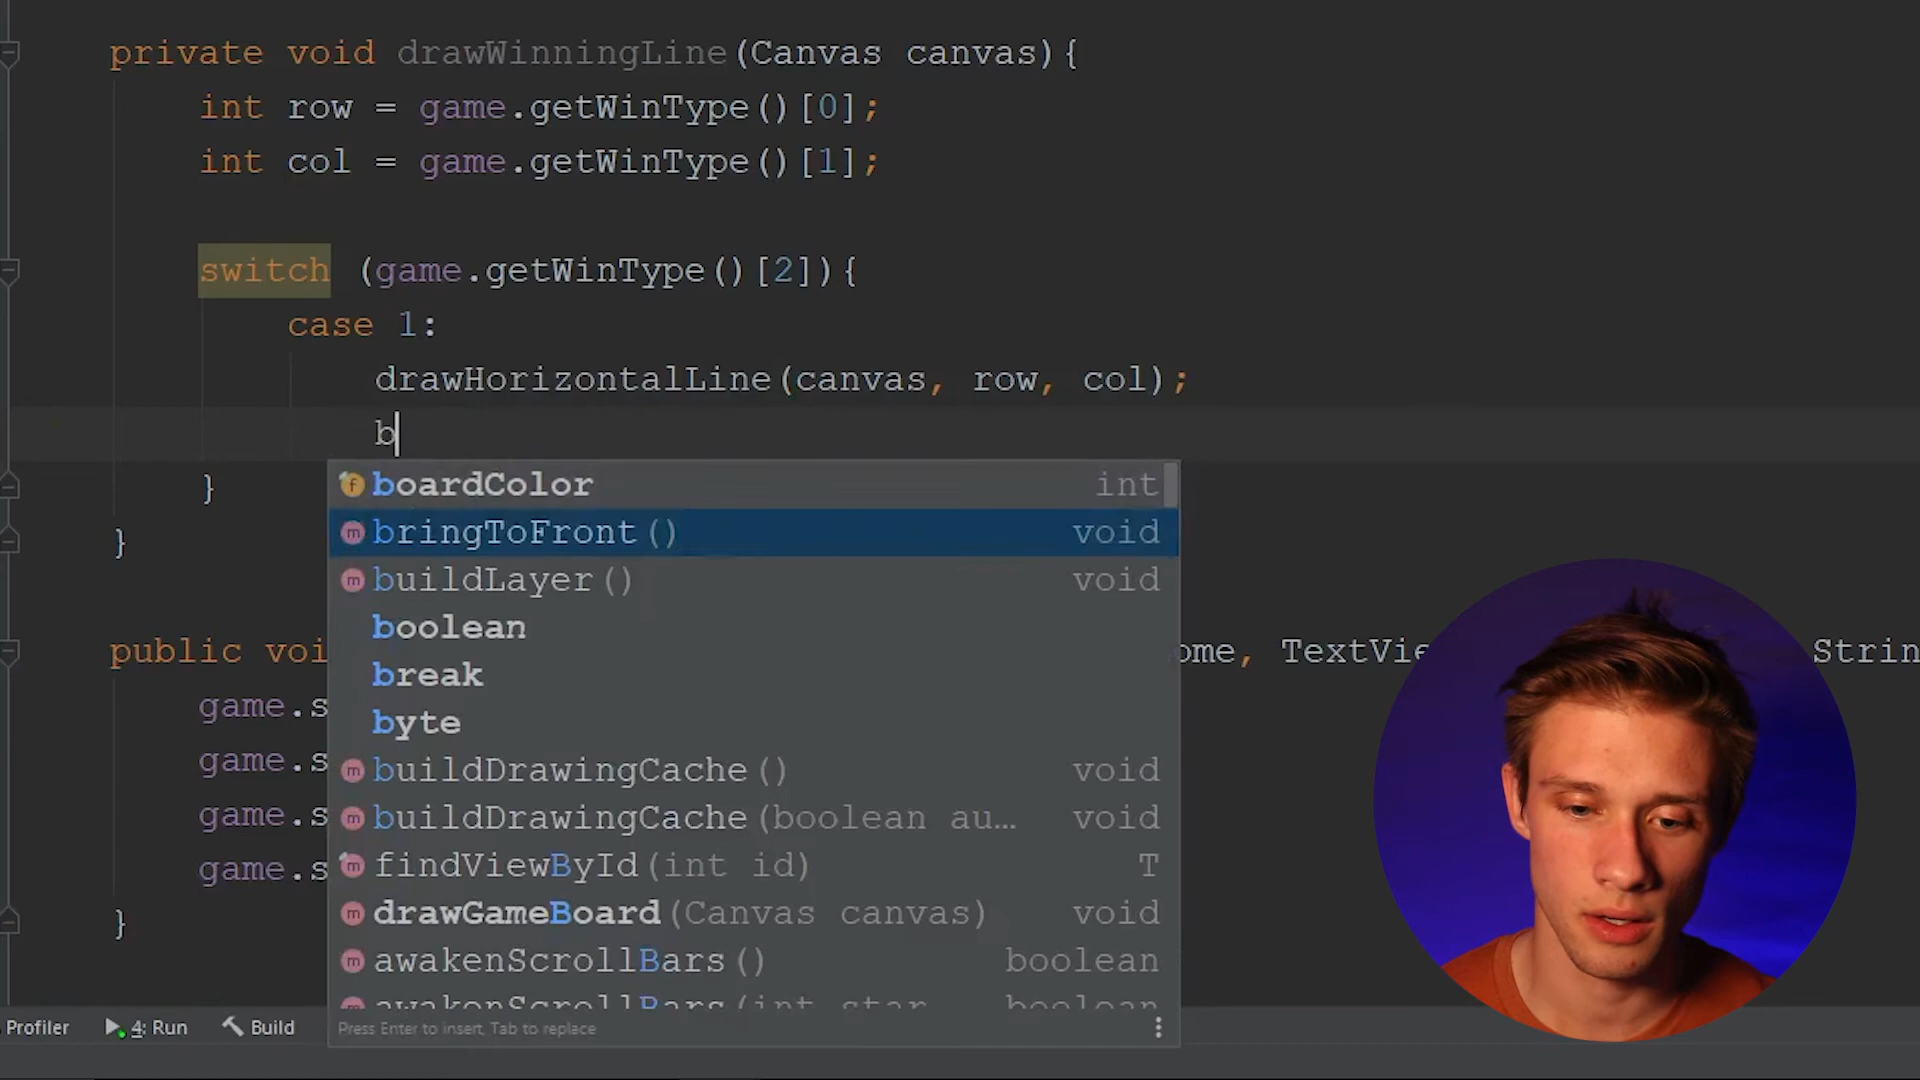 private void drawWinningLine(Canvas canvas){
int row = game.getWinType()[0];
int col = game.getWinType()[1];
switch (game.getWinType()[2]){
case 1:
drawHorizontalLine(canvas, row, col);
b
}
}
boardColor int
bringToFront() void
buildLayer() void
boolean
break
byte
buildDrawingCache() void
buildDrawingCache(boolean au... void
findViewById(int id) T
drawGameBoard(Canvas canvas) void
awakenScrollBars() boolean
awakenScrollBars(int star boolean
Press Enter to insert, Tab to replace
public voi ome, TextVie Strin
game.s
game.s
game.s
game.s
}
Profiler 4: Run Build